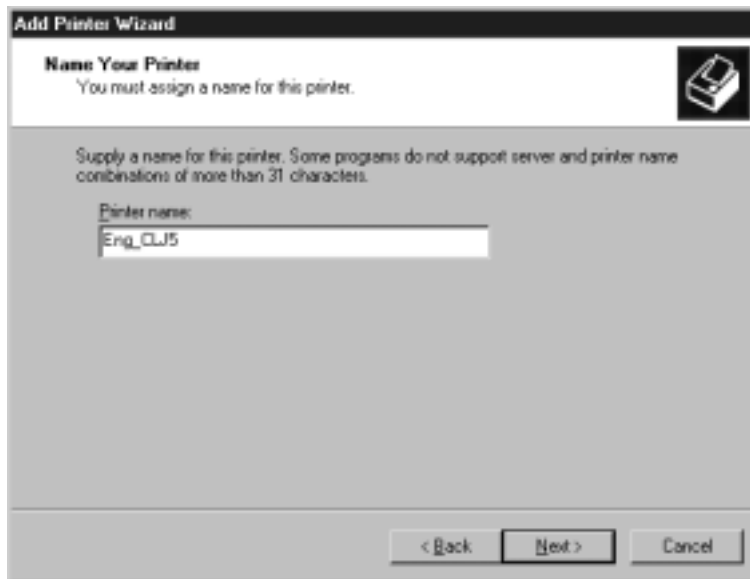 Add Printer Wizard
Name Your Printer
You must assign a name for this printer.
Supply a name for this printer. Some programs do not support server and printer name
combinations of more than 31 characters.
Printer name:
Eng_CLJ5
< Back
Next >
Cancel